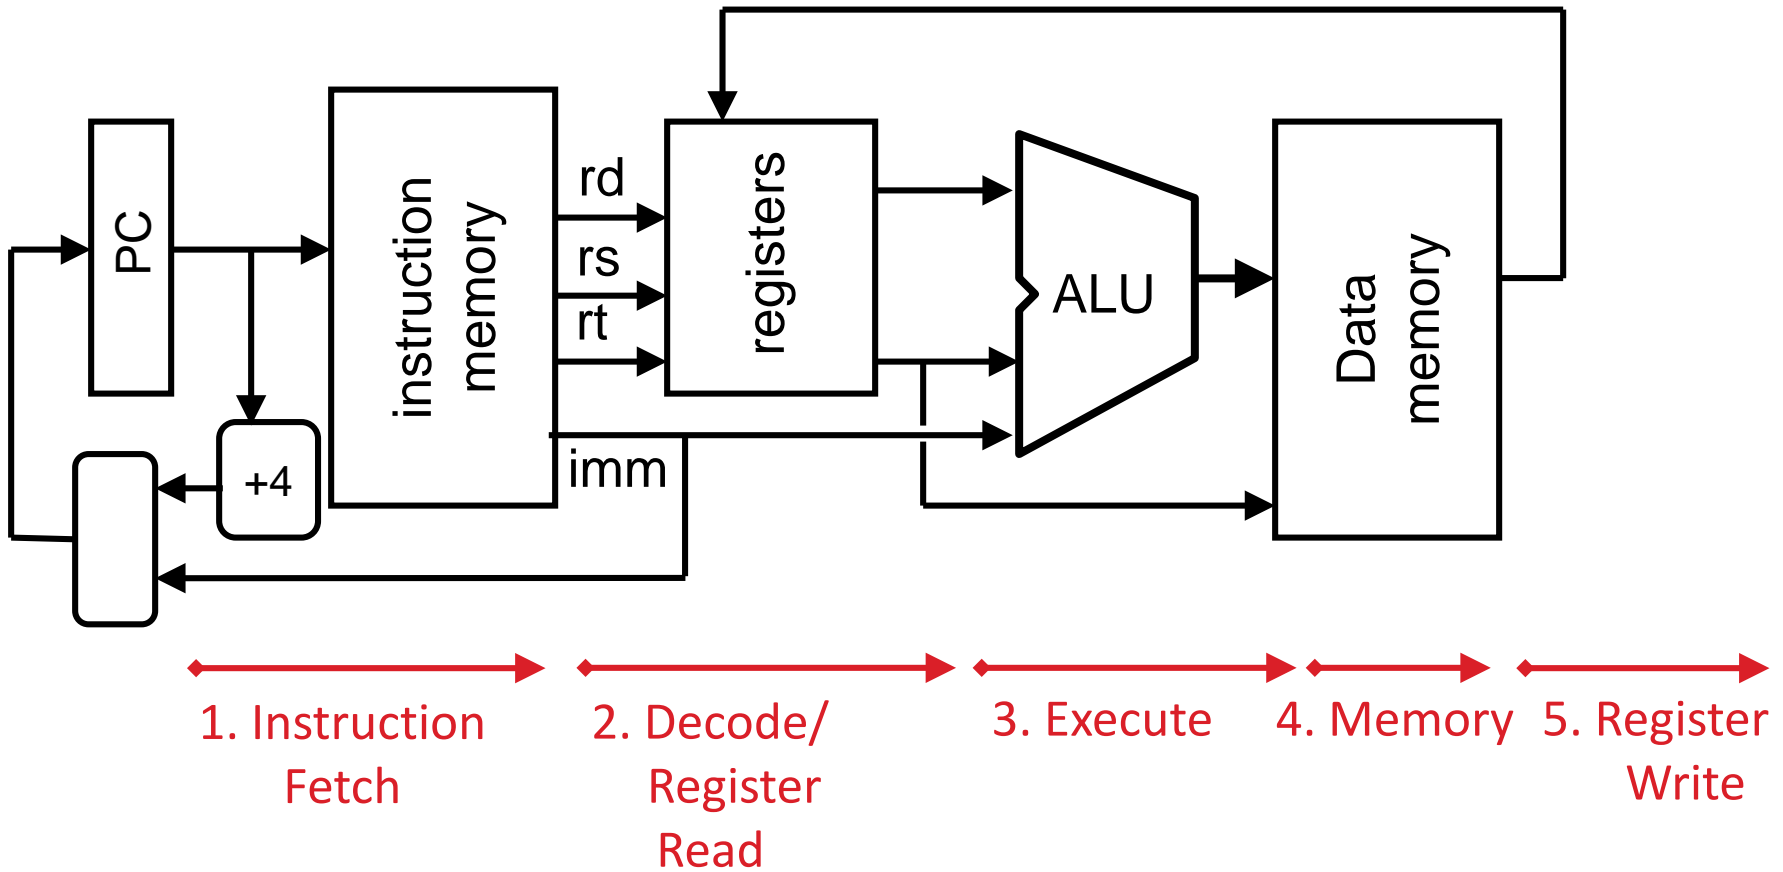 PC
+4
instruction
memory
rd
rs
rt
imm
registers
ALU
Data
memory
1. Instruction
Fetch
2. Decode/
Register
Read
3. Execute
4. Memory
5. Register
Write